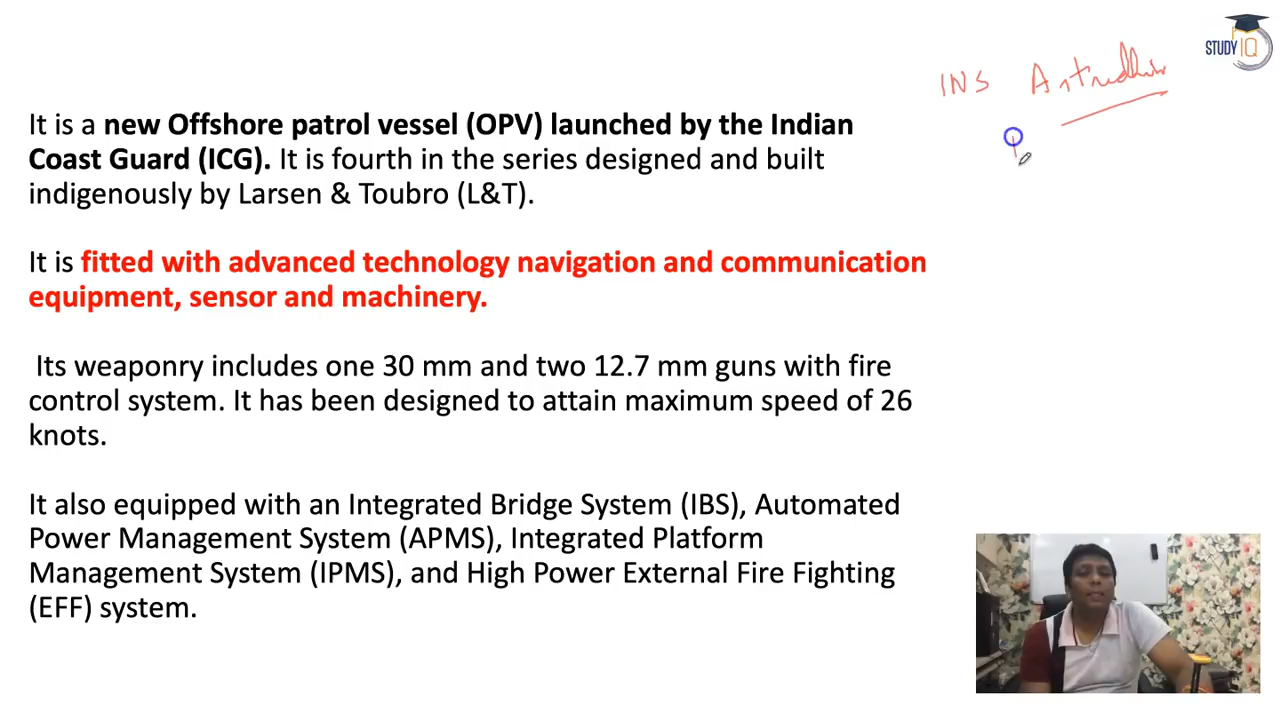 STUDY IQ
INS
It is a new Offshore patrol vessel (OPV) launched by the Indian
Coast Guard (ICG). It is fourth in the series designed and built
indigenously by Larsen & Toubro (L&T).
It is fitted with advanced technology navigation and communication
equipment, sensor and machinery.
Its weaponry includes one 30 mm and two 12.7 mm guns with fire
control system. It has been designed to attain maximum speed of 26
knots.
It also equipped with an Integrated Bridge System (IBS), Automated
Power Management System (APMS), Integrated Platform
Management System (IPMS), and High Power External Fire Fighting
(EFF) system.